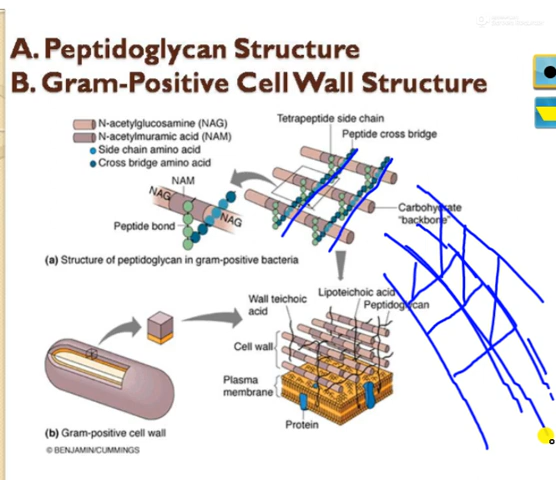 A. Peptidoglycan Structure
B. Gram-Positive Cell Wall Structure
N-acetylglucosamine (NAG)
N-acetylmuramic acid (NAM)
Side chain amino acid
Cross bridge amino acid
Tetrapeptide side chain
Peptide cross bridge
NAM
NAG
NAG
Peptide bond
Carbohydrate
"backbone"
(a) Structure of peptidoglycan in gram-positive bacteria
Wall teichoic
acid
Lipoteichoic acid
Peptidoglycan
Cell wall
Plasma
membrane
Protein
(b) Gram-positive cell wall
© BENJAMIN/CUMMINGS